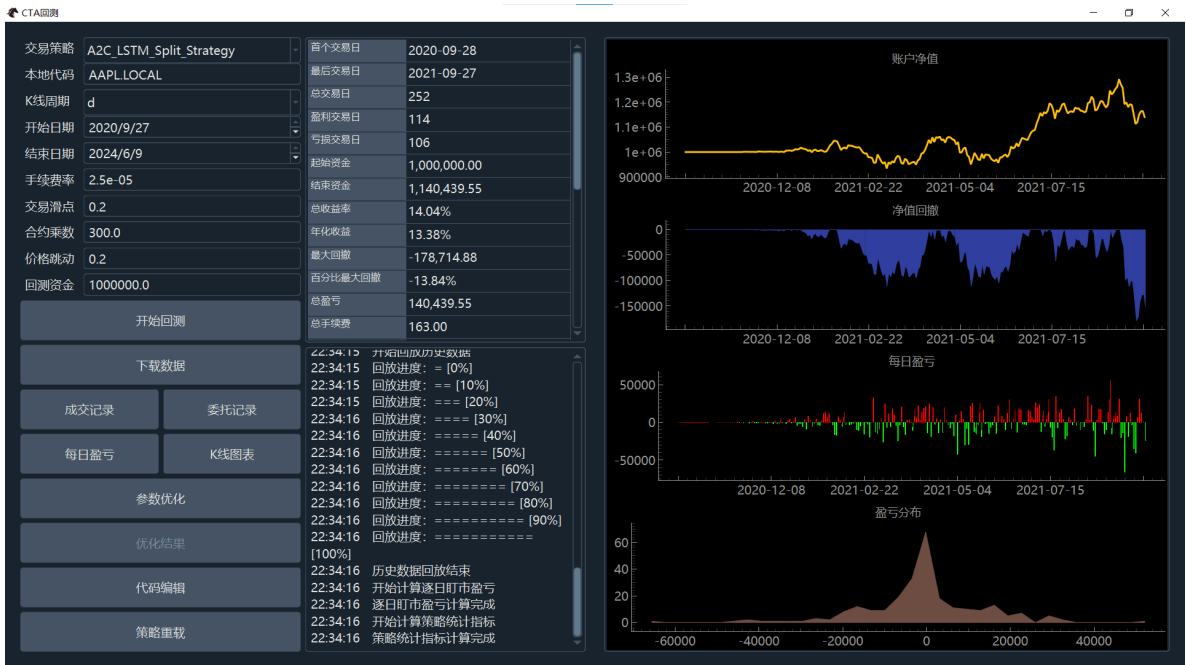 CTA回测
交易策略 A2C_LSTM_Split_Strategy
本地代码 AAPL.LOCAL
K线周期 d
开始日期 2020/9/27
结束日期 2024/6/9
手续费率 2.5e-05
交易滑点 0.2
合约乘数 300.0
价格跳动 0.2
回测资金 1000000.0
开始回测
下载数据
成交记录 委托记录
每日盈亏 K线图表
参数优化
优化结果
代码编辑
策略重载
首个交易日 2020-09-28
最后交易日 2021-09-27
总交易日 252
盈利交易日 114
亏损交易日 106
起始资金 1,000,000.00
结束资金 1,140,439.55
总收益率 14.04%
年化收益 13.38%
最大回撤 -178,714.88
百分比最大回撤 -13.84%
总盈亏 140,439.55
总手续费 163.00
22:34:15 开始回放历史数据
22:34:15 回放进度：= [0%]
22:34:15 回放进度：== [10%]
22:34:15 回放进度：=== [20%]
22:34:16 回放进度：==== [30%]
22:34:16 回放进度：===== [40%]
22:34:16 回放进度：====== [50%]
22:34:16 回放进度：======= [60%]
22:34:16 回放进度：======== [70%]
22:34:16 回放进度：========= [80%]
22:34:16 回放进度：========== [90%]
22:34:16 回放进度：===========
[100%]
22:34:16 历史数据回放结束
22:34:16 开始计算逐日盯市盈亏
22:34:16 逐日盯市盈亏计算完成
22:34:16 开始计算策略统计指标
22:34:16 策略统计指标计算完成
账户净值
1.3e+06
1.2e+06
1.1e+06
1e+06
900000
2020-12-08 2021-02-22 2021-05-04 2021-07-15
净值回撤
0
-50000
-100000
-150000
2020-12-08 2021-02-22 2021-05-04 2021-07-15
每日盈亏
50000
0
-50000
2020-12-08 2021-02-22 2021-05-04 2021-07-15
盈亏分布
60
40
20
0
-60000 -40000 -20000 0 20000 40000